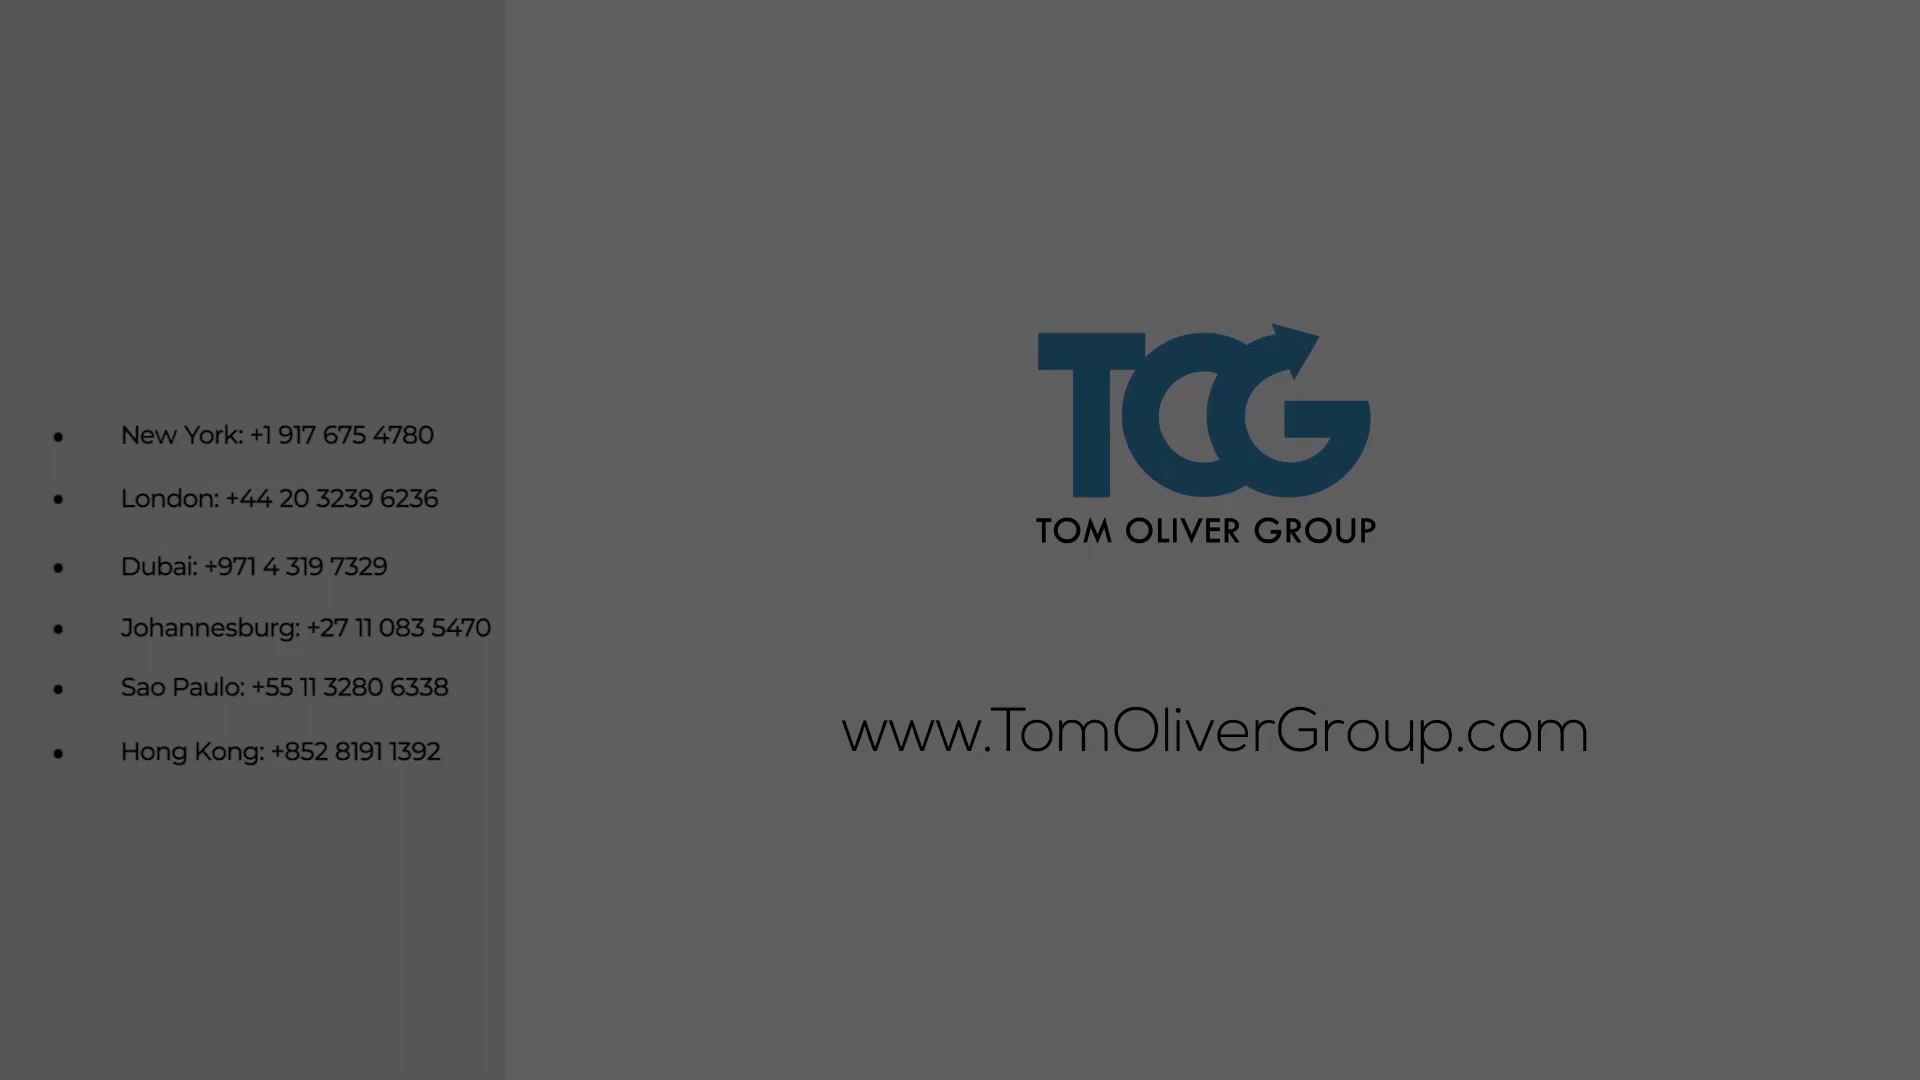 New York: +1 917 675 4780
London: +44 20 3239 6236
Dubai: +971 4 319 7329
Johannesburg: +27 11 083 5470
Sao Paulo: +55 11 3280 6338
Hong Kong: +852 8191 1392
TOG
TOM OLIVER GROUP
www.TomOliverGroup.com